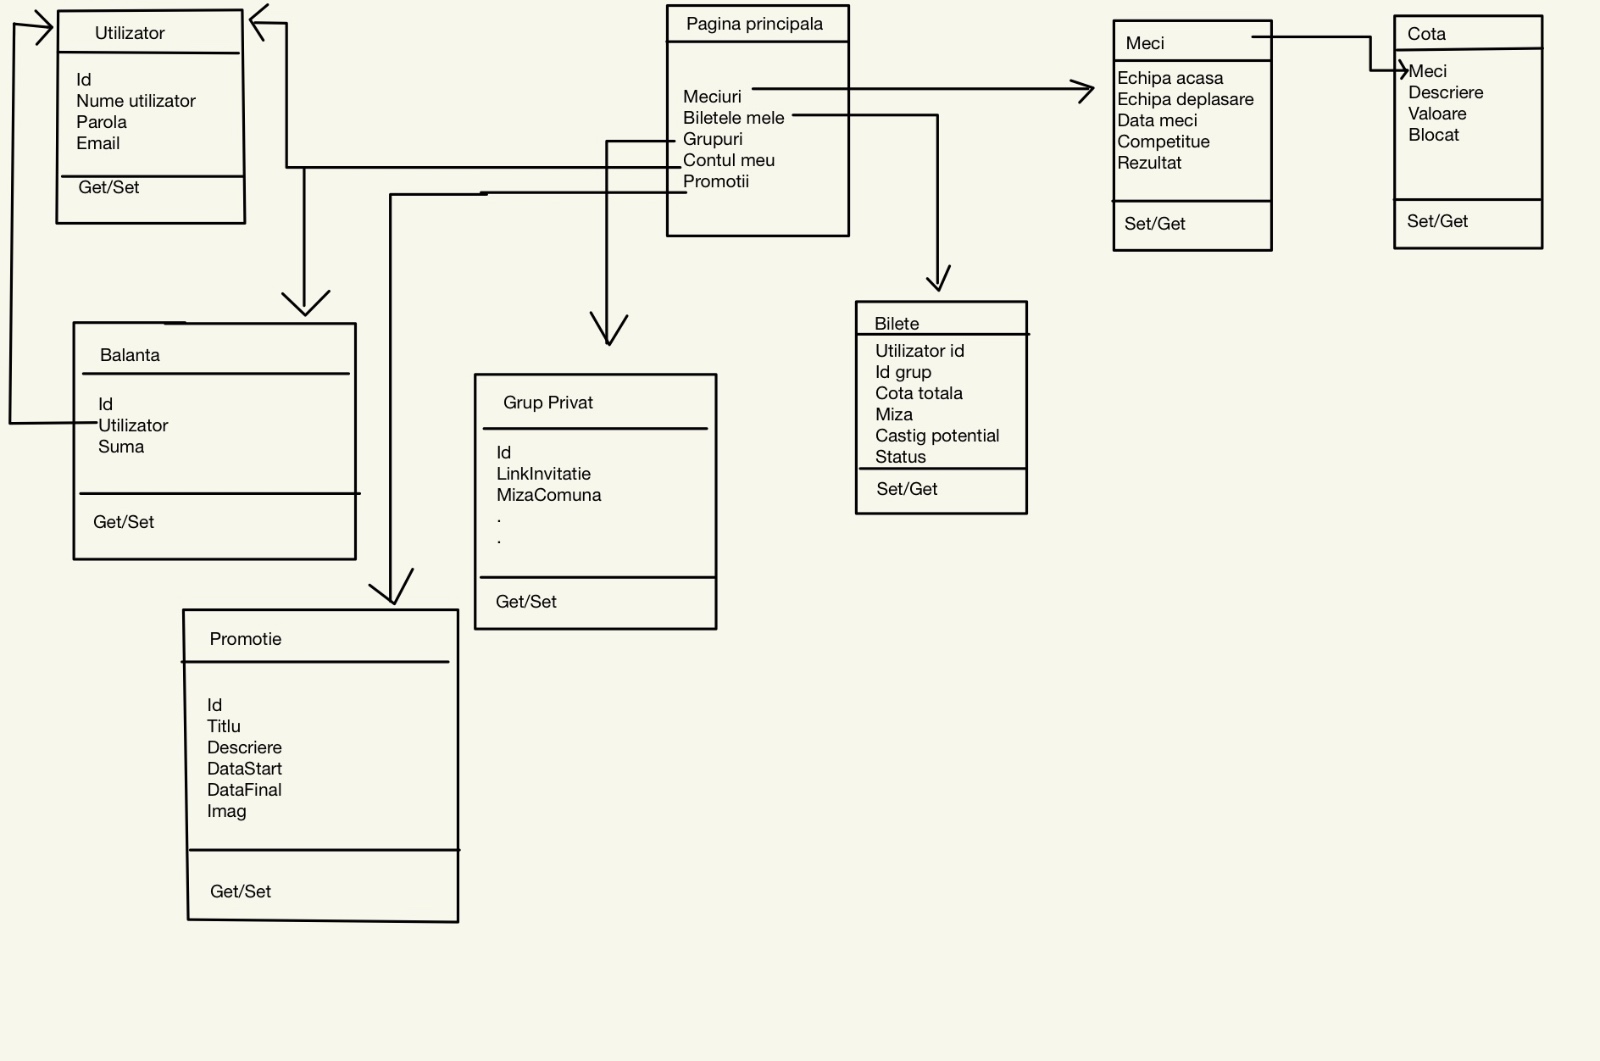 Utilizator
Id
Nume utilizator
Parola
Email
Get/Set
Pagina principala
Meciuri
Biletele mele
Grupuri
Contul meu
Promotii
Meci
Echipa acasa
Echipa deplasare
Data meci
Competitue
Rezultat
Set/Get
Cota
Meci
Descriere
Valoare
Blocat
Set/Get
Balanta
Id
Utilizator
Suma
Get/Set
Grup Privat
Id
LinkInvitatie
MizaComuna
.
.
Get/Set
Bilete
Utilizator id
Id grup
Cota totala
Miza
Castig potential
Status
Set/Get
Promotie
Id
Titlu
Descriere
DataStart
DataFinal
Imag
Get/Set